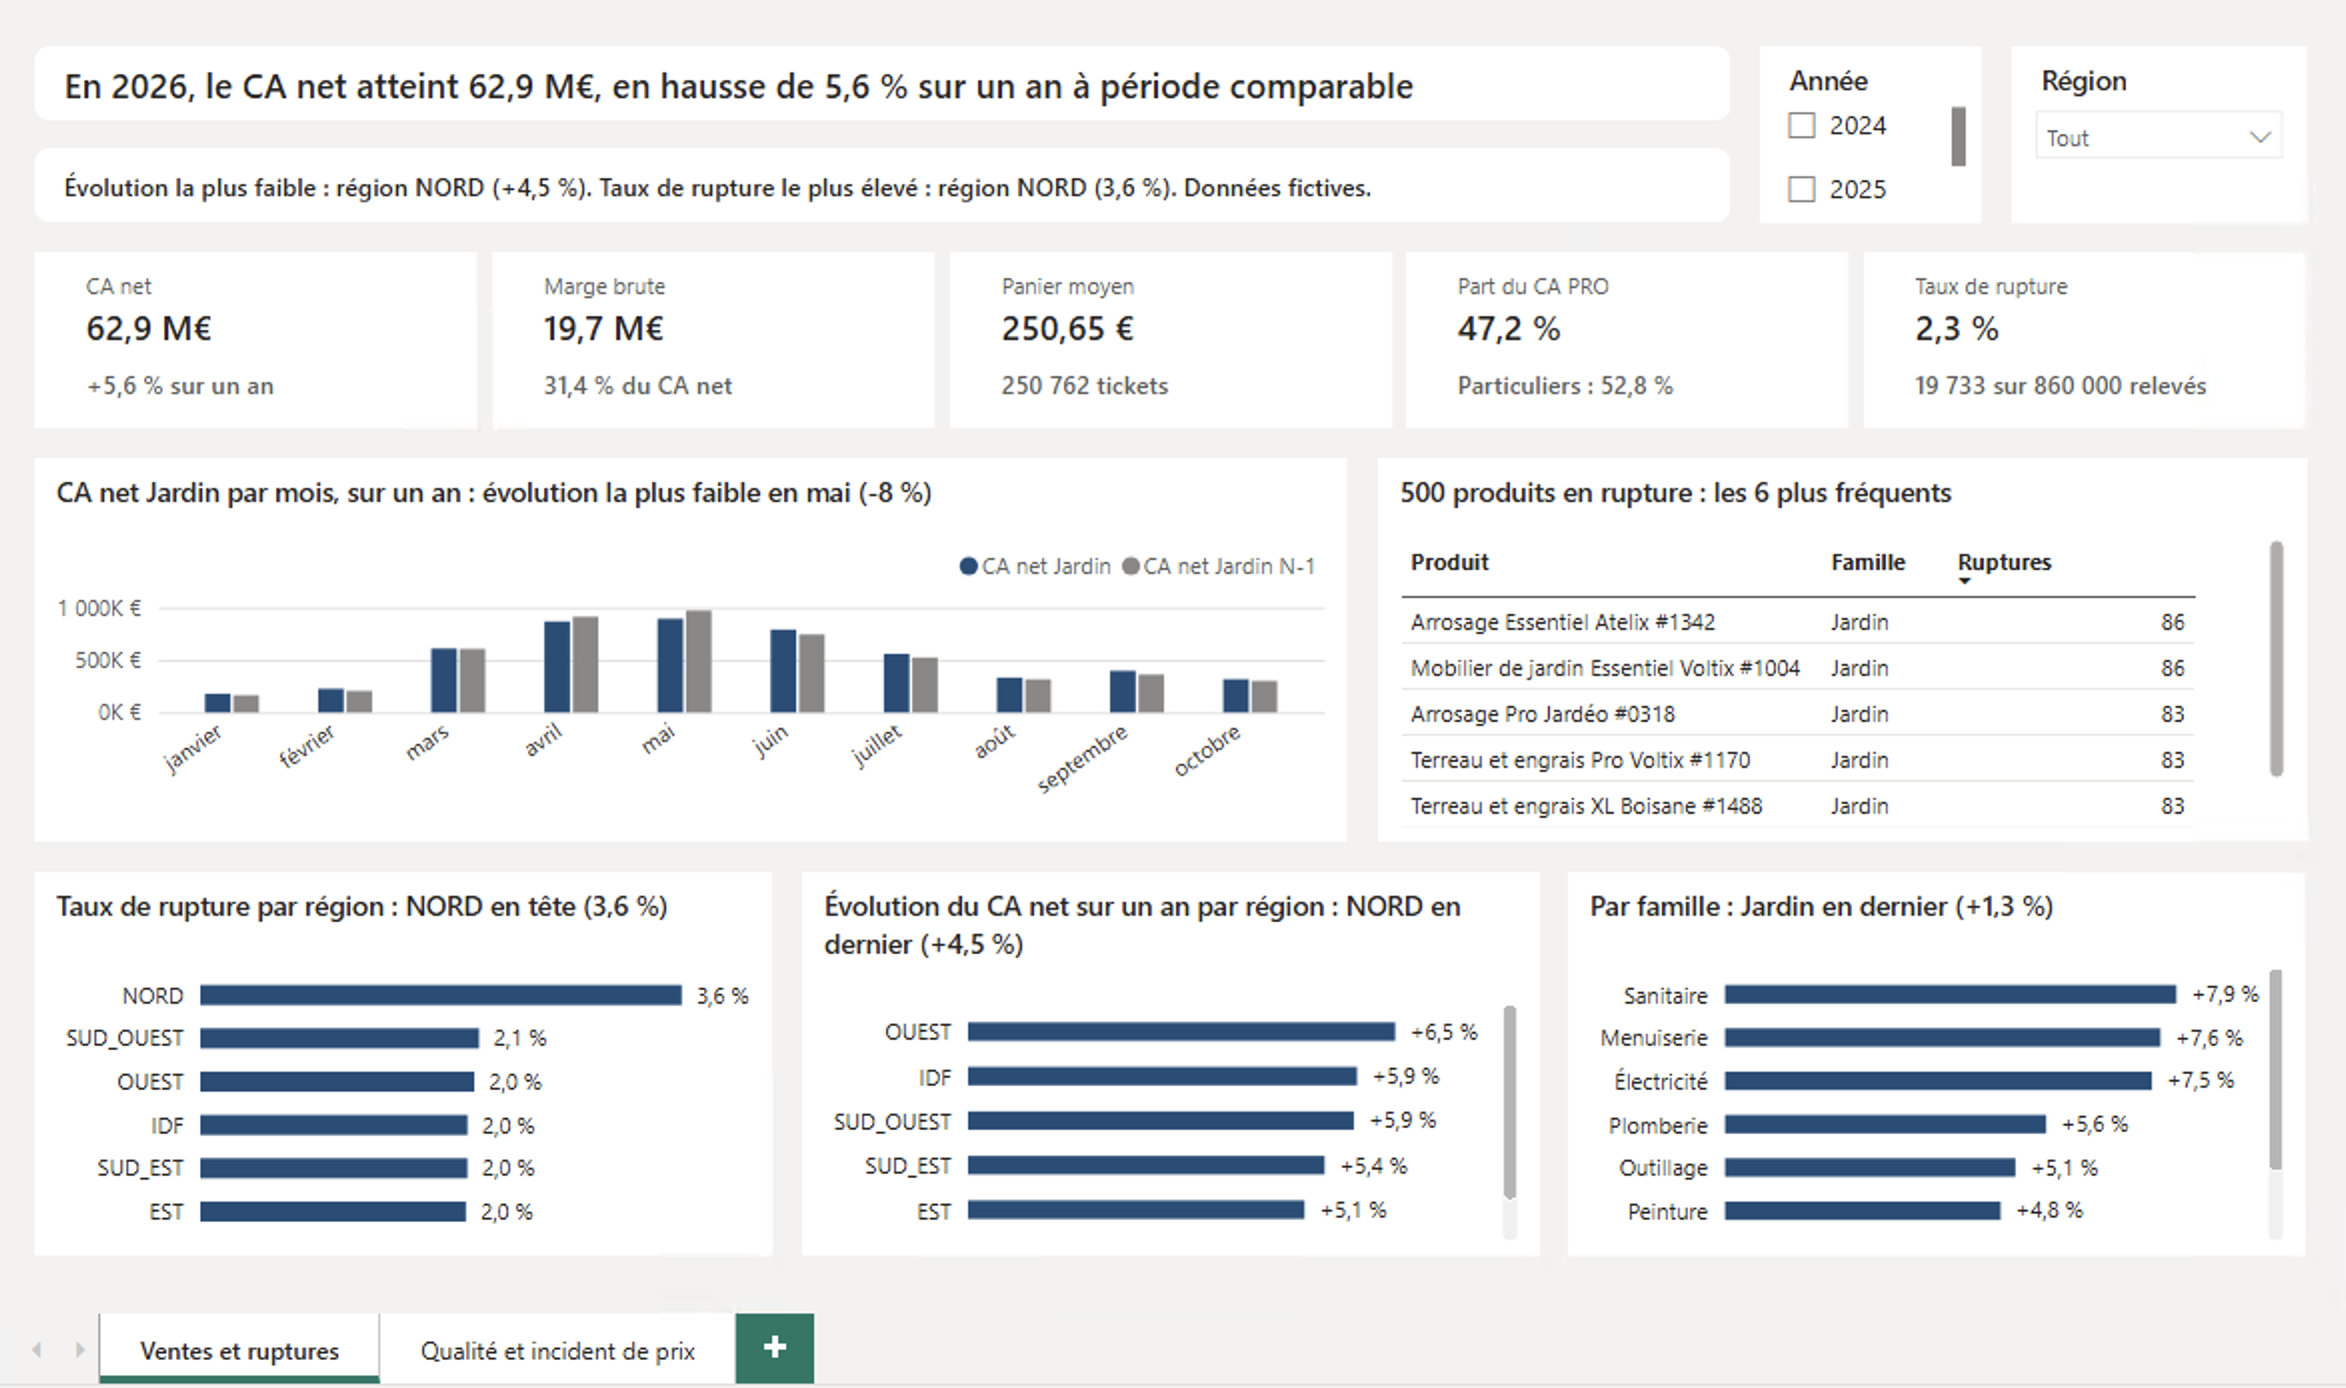 En 2026, le CA net atteint 62,9 M€, en hausse de 5,6 % sur un an à période comparable
Évolution la plus faible : région NORD (+4,5 %). Taux de rupture le plus élevé : région NORD (3,6 %). Données fictives.
Année
2024
2025
Région
Tout
CA net
62,9 M€
+5,6 % sur un an
Marge brute
19,7 M€
31,4 % du CA net
Panier moyen
250,65 €
250 762 tickets
Part du CA PRO
47,2 %
Particuliers : 52,8 %
Taux de rupture
2,3 %
19 733 sur 860 000 relevés
CA net Jardin par mois, sur un an : évolution la plus faible en mai (-8 %)
CA net Jardin CA net Jardin N-1
1 000K €
500K €
0K €
janvier février mars avril mai juin juillet août septembre octobre
500 produits en rupture : les 6 plus fréquents
Produit Famille Ruptures
Arrosage Essentiel Atelix #1342 Jardin 86
Mobilier de jardin Essentiel Voltix #1004 Jardin 86
Arrosage Pro Jardéo #0318 Jardin 83
Terreau et engrais Pro Voltix #1170 Jardin 83
Terreau et engrais XL Boisane #1488 Jardin 83
Taux de rupture par région : NORD en tête (3,6 %)
NORD 3,6 %
SUD_OUEST 2,1 %
OUEST 2,0 %
IDF 2,0 %
SUD_EST 2,0 %
EST 2,0 %
Évolution du CA net sur un an par région : NORD en
dernier (+4,5 %)
OUEST +6,5 %
IDF +5,9 %
SUD_OUEST +5,9 %
SUD_EST +5,4 %
EST +5,1 %
Par famille : Jardin en dernier (+1,3 %)
Sanitaire +7,9 %
Menuiserie +7,6 %
Électricité +7,5 %
Plomberie +5,6 %
Outillage +5,1 %
Peinture +4,8 %
Ventes et ruptures
Qualité et incident de prix
+